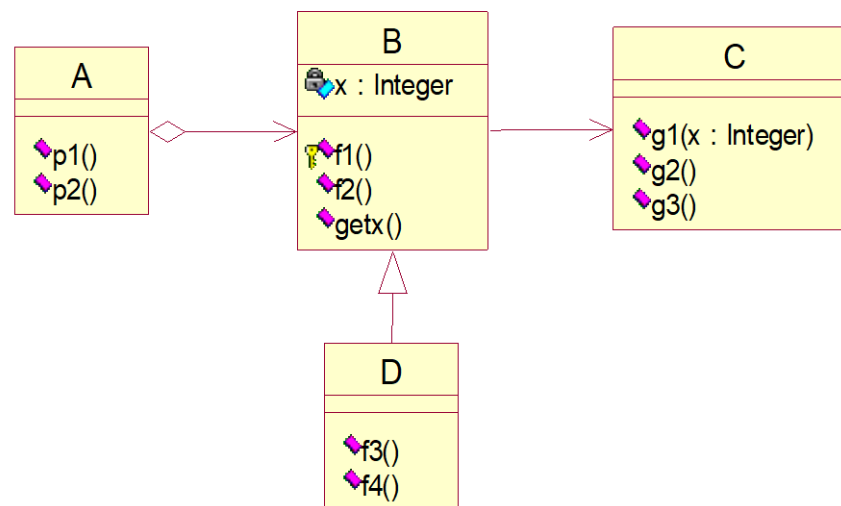 A
p1()
p2()
B
x : Integer
f1()
f2()
getx()
C
g1(x : Integer)
g2()
g3()
D
f3()
f4()